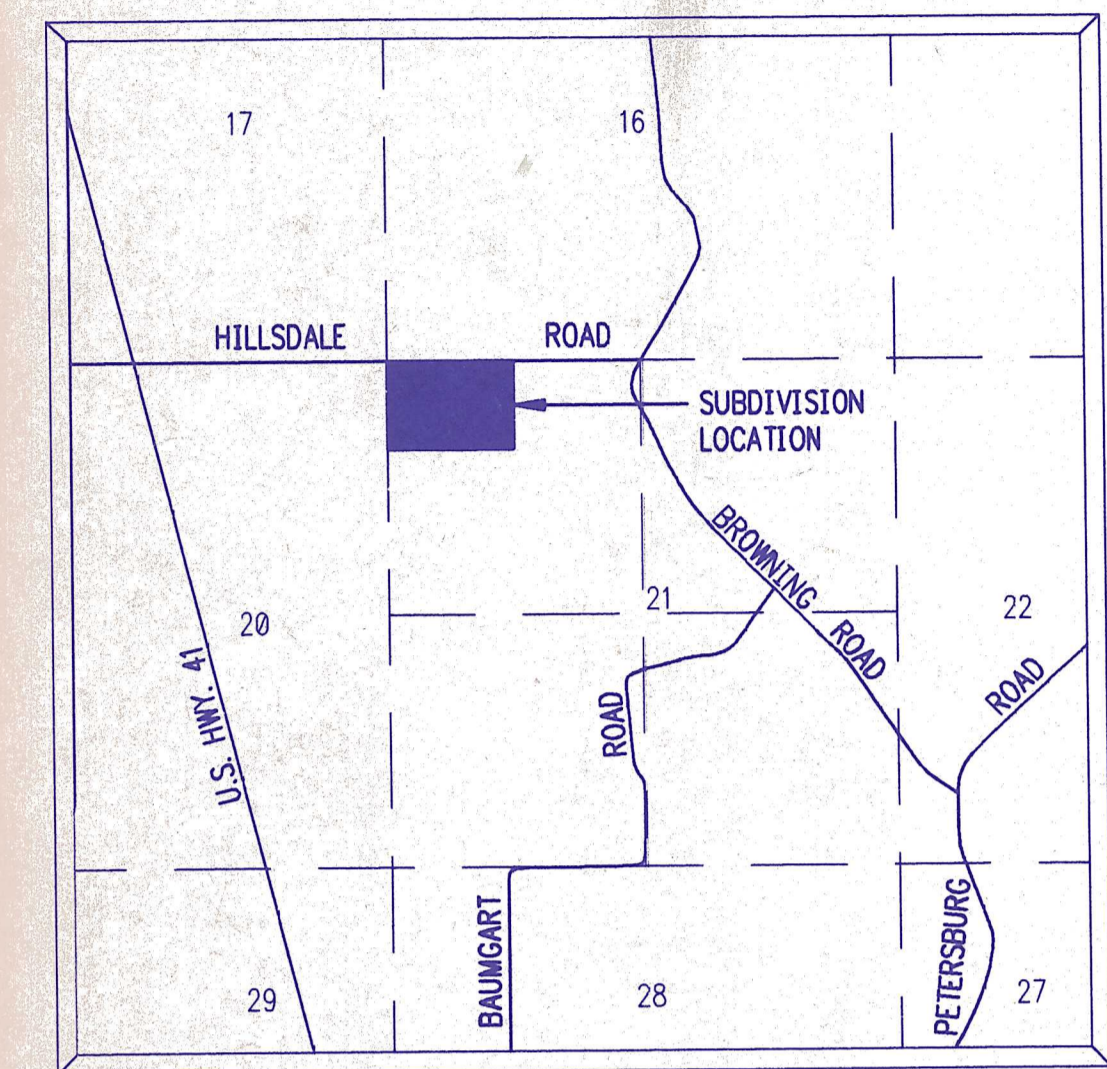 17
16
HILLSDALE ROAD
SUBDIVISION
LOCATION
BROWNING ROAD
21
20
22
U.S. HWY. 41
ROAD
ROAD
BAUMGART
PETERSBURG
29
28
27